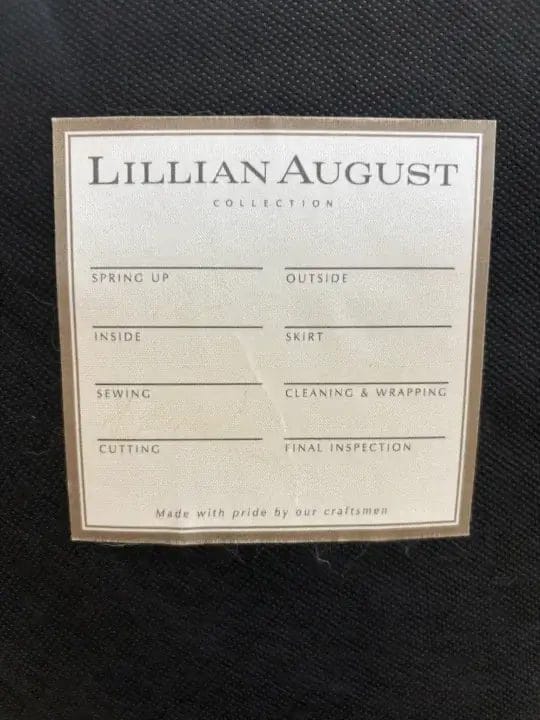 LILLIAN AUGUST
COLLECTION
SPRING UP
OUTSIDE
INSIDE
SKIRT
SEWING
CLEANING & WRAPPING
CUTTING
FINAL INSPECTION
Made with pride by our craftsmen